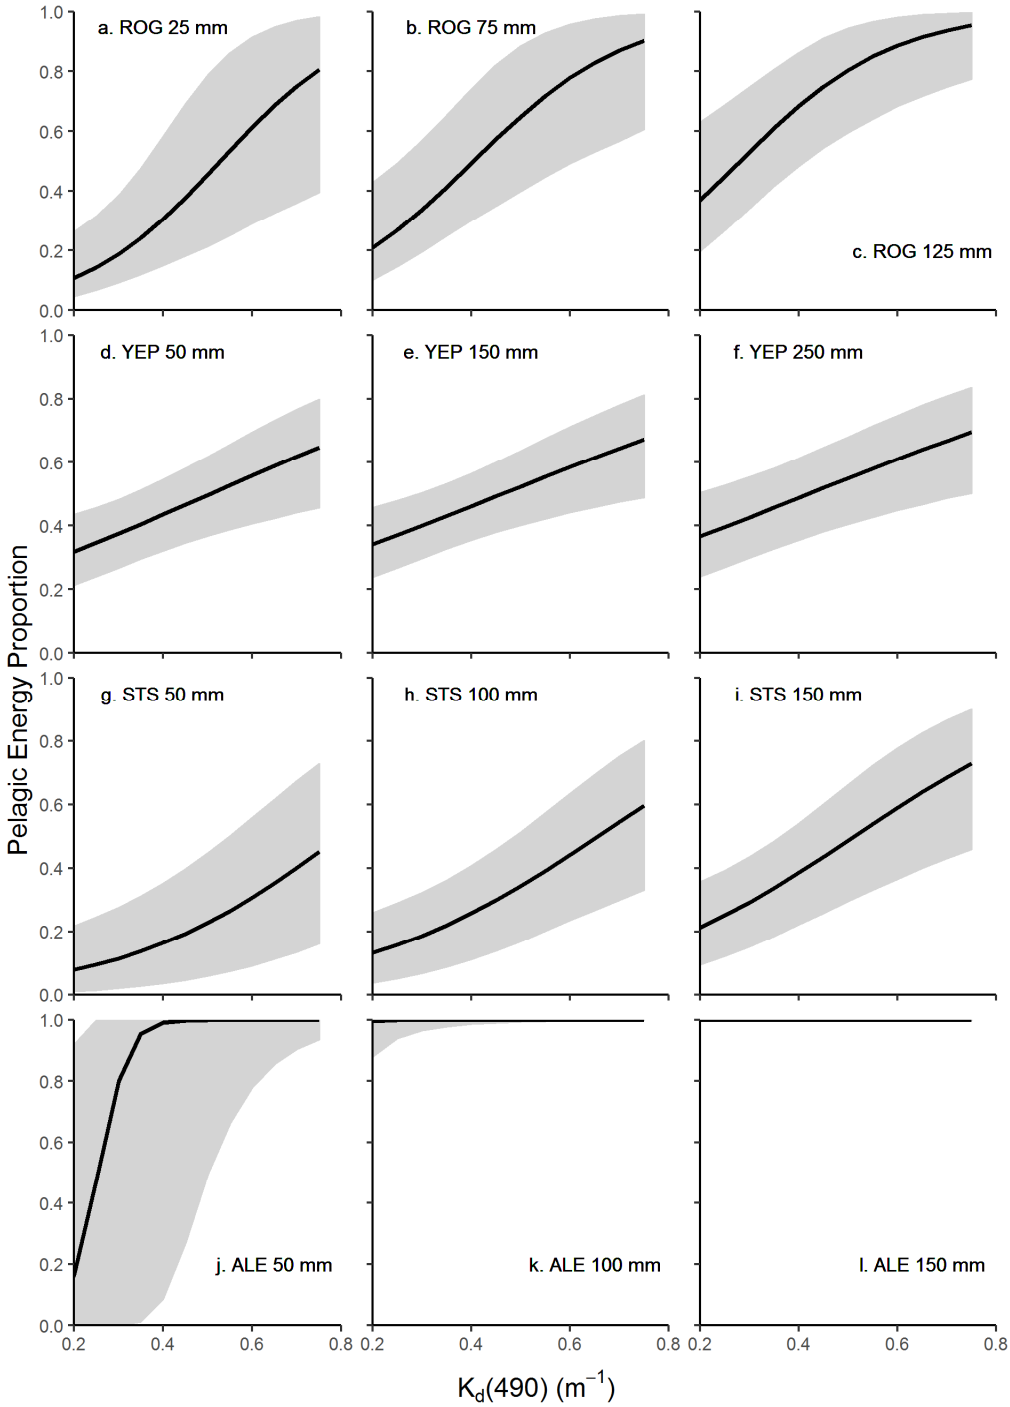 a. ROG 25 mm
b. ROG 75 mm
c. ROG 125 mm
1.0
0.8
0.6
0.4
0.2
0.0
d. YEP 50 mm
e. YEP 150 mm
f. YEP 250 mm
1.0
0.8
0.6
0.4
0.2
0.0
Pelagic Energy Proportion
g. STS 50 mm
h. STS 100 mm
i. STS 150 mm
1.0
0.8
0.6
0.4
0.2
0.0
j. ALE 50 mm
k. ALE 100 mm
l. ALE 150 mm
1.0
0.8
0.6
0.4
0.2
0.0
0.2 0.4 0.6 0.8 0.2 0.4 0.6 0.8 0.2 0.4 0.6 0.8
Kd(490) (m⁻¹)